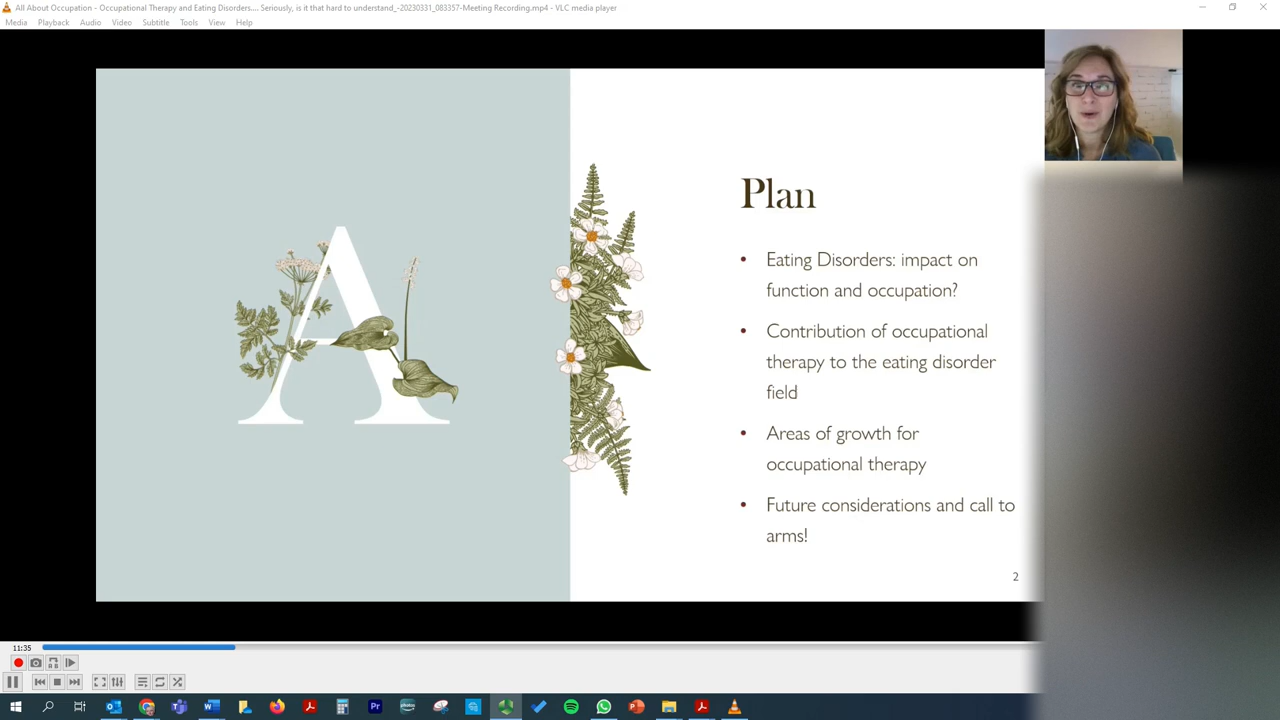 All About Occupation - Occupational Therapy and Eating Disorders.... Seriously, is it that hard to understand_-20230331_083357-Meeting Recording.mp4 - VLC media player
Media Playback Audio Video Subtitle Tools View Help
A
Plan
• Eating Disorders: impact on
function and occupation?
• Contribution of occupational
therapy to the eating disorder
field
• Areas of growth for
occupational therapy
• Future considerations and call to
arms!
2
11:35